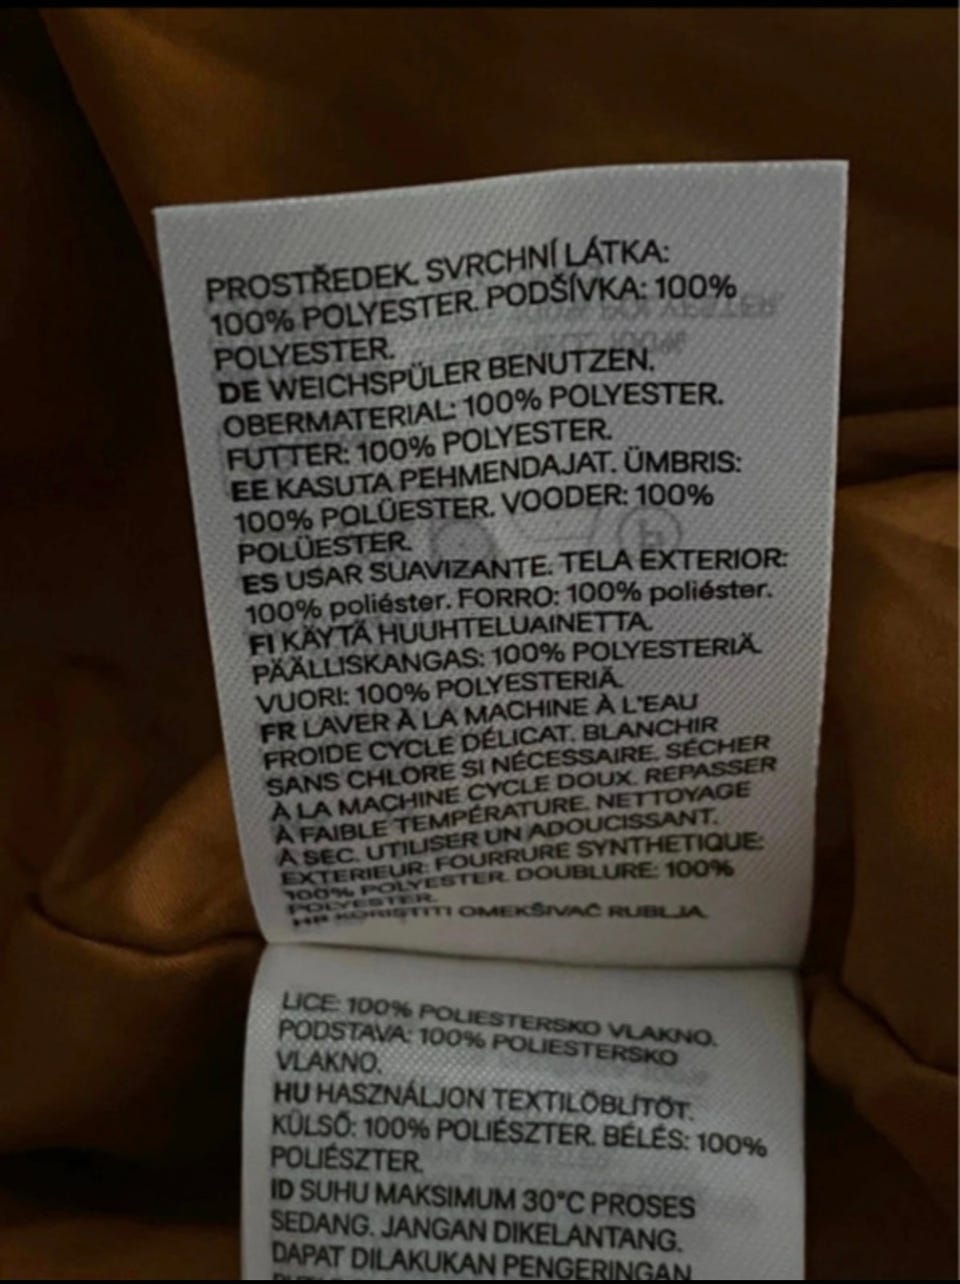 PROSTŘEDEK. SVRCHNÍ LÁTKA:
100% POLYESTER. PODŠÍVKA: 100%
POLYESTER.
DE WEICHSPÜLER BENUTZEN.
OBERMATERIAL: 100% POLYESTER.
FUTTER: 100% POLYESTER.
EE KASUTA PEHMENDAJAT. ÜMBRIS:
100% POLÜESTER. VOODER: 100%
POLÜESTER.
ES USAR SUAVIZANTE. TELA EXTERIOR:
100% poliéster. FORRO: 100% poliéster.
FI KÄYTÄ HUUHTELUAINETTA.
PÄÄLLISKANGAS: 100% POLYESTERIÄ.
VUORI: 100% POLYESTERIÄ.
FR LAVER À LA MACHINE À L'EAU
FROIDE CYCLE DÉLICAT. BLANCHIR
SANS CHLORE SI NÉCESSAIRE. SÉCHER
À LA MACHINE CYCLE DOUX. REPASSER
À FAIBLE TEMPÉRATURE. NETTOYAGE
À SEC. UTILISER UN ADOUCISSANT.
EXTERIEUR: FOURRURE SYNTHETIQUE:
100% POLYESTER. DOUBLURE: 100%
POLYESTER.
HR KORISTITI OMEKŠIVAČ RUBLJA.
LICE: 100% POLIESTERSKO VLAKNO.
PODSTAVA: 100% POLIESTERSKO
VLAKNO.
HU HASZNÁLJON TEXTILÖBLÍTŐT.
KÜLSŐ: 100% POLIÉSZTER. BÉLÉS: 100%
POLIÉSZTER.
ID SUHU MAKSIMUM 30°C PROSES
SEDANG. JANGAN DIKELANTANG.
DAPAT DILAKUKAN PENGERINGAN